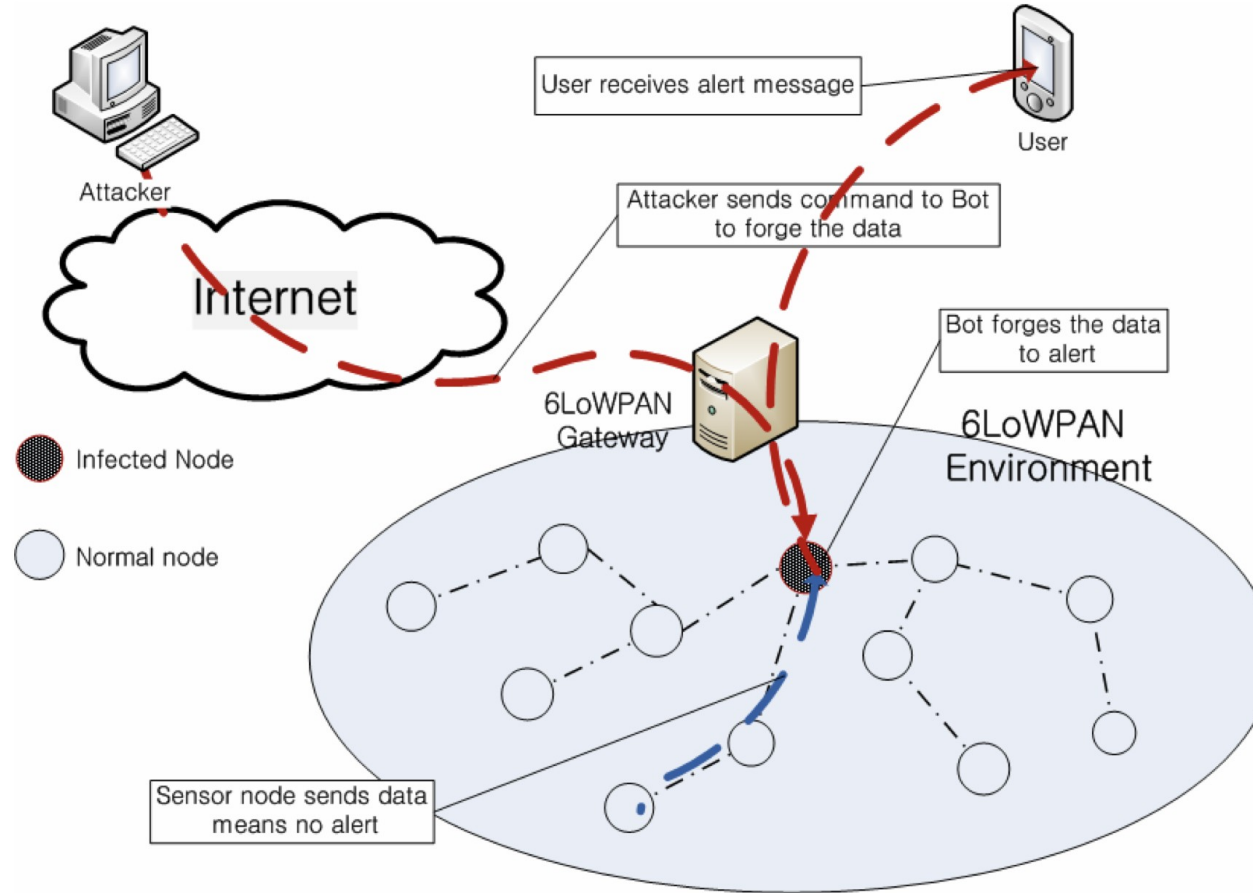 User receives alert message
User
Attacker
Attacker sends command to Bot
to forge the data
Internet
Bot forges the data
to alert
6LoWPAN
Gateway
6LoWPAN
Environment
Infected Node
Normal node
Sensor node sends data
means no alert